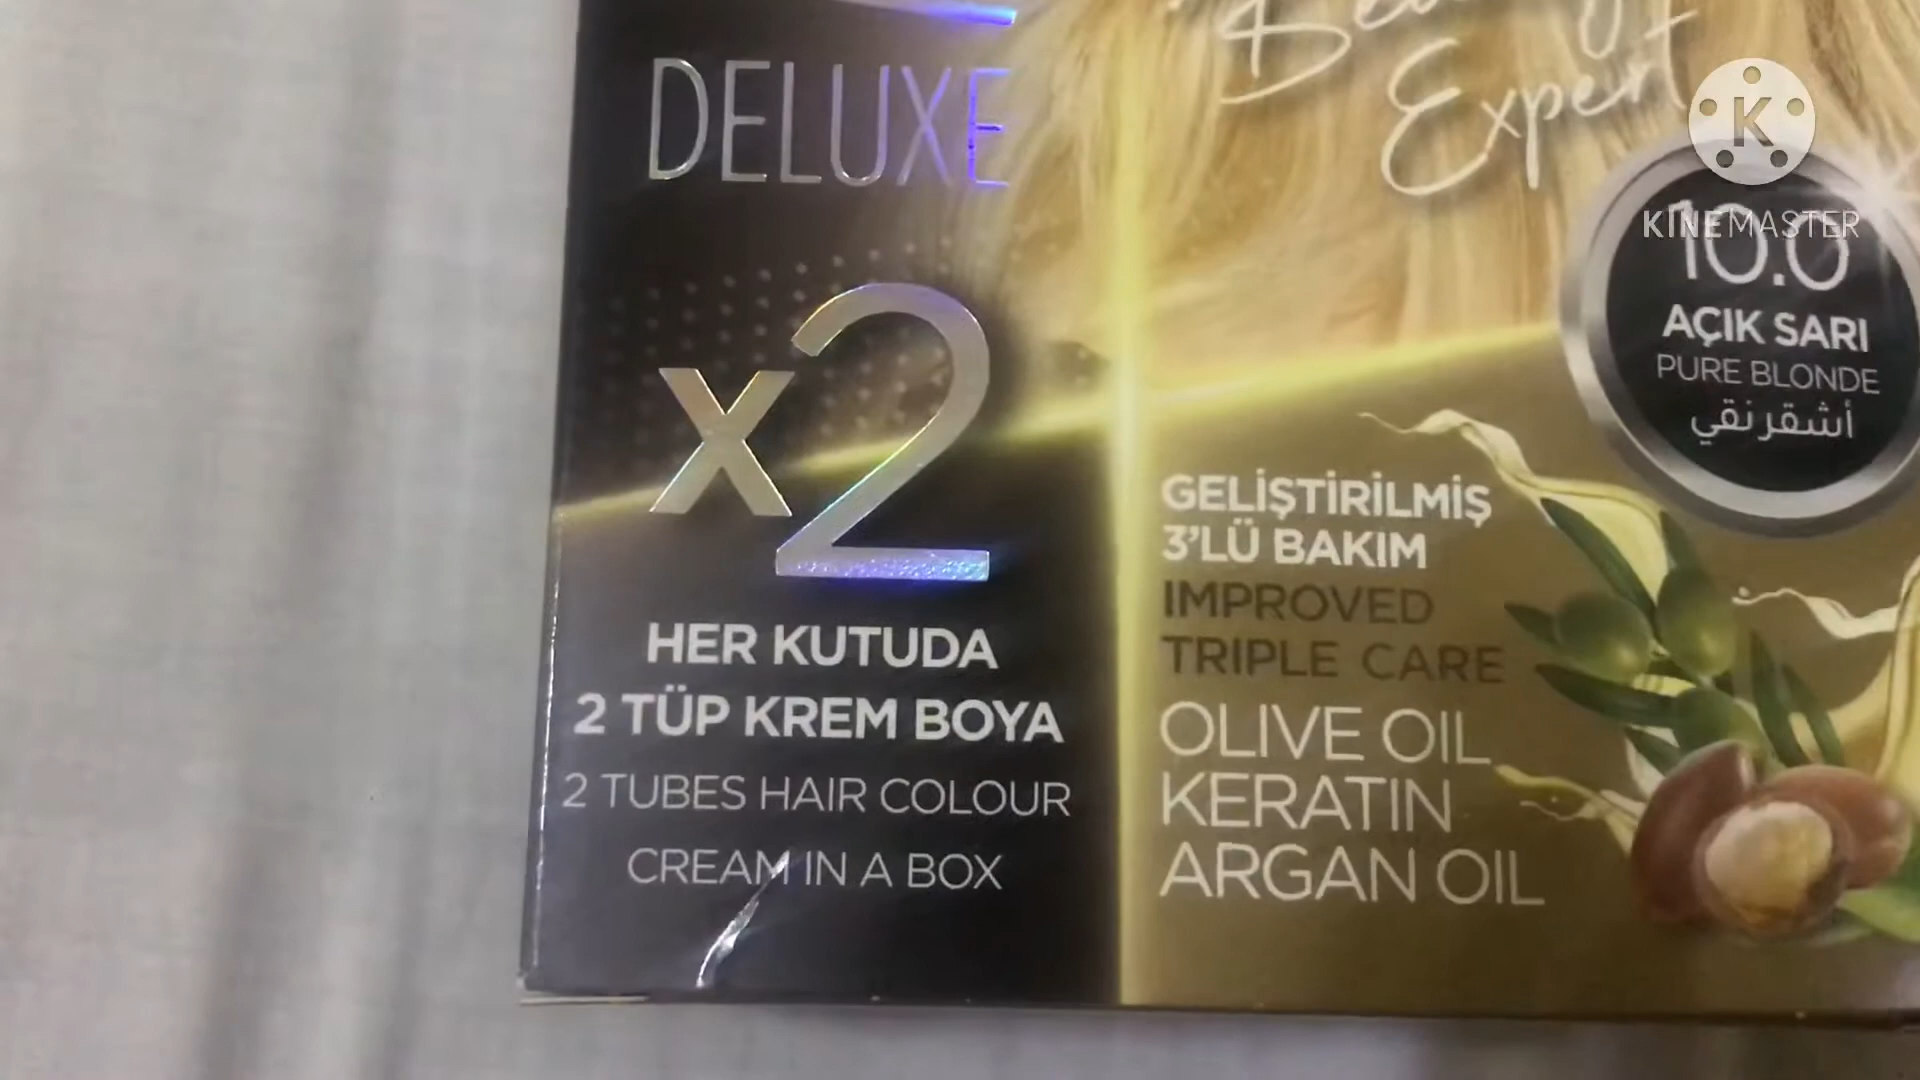 DELUXE
x2
HER KUTUDA
2 TÜP KREM BOYA
2 TUBES HAIR COLOUR
CREAM IN A BOX
Expert
K
KINEMASTER
10.0
AÇIK SARI
PURE BLONDE
أشقر نقي
GELİŞTİRİLMİŞ
3'LÜ BAKIM
IMPROVED
TRIPLE CARE
OLIVE OIL
KERATIN
ARGAN OIL